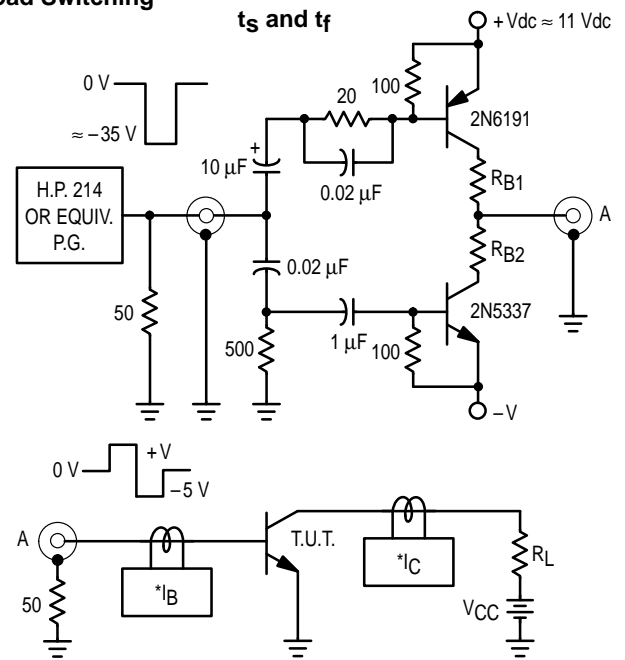 oad Switching
ts and tf
+ Vdc ≈ 11 Vdc
0 V
≈ −35 V
20
100
2N6191
+
10 µF
0.02 µF
RB1
H.P. 214
OR EQUIV.
P.G.
A
RB2
0.02 µF
50
2N5337
500
1 µF
100
−V
+V
0 V
−5 V
A
T.U.T.
*IB
*IC
RL
50
VCC